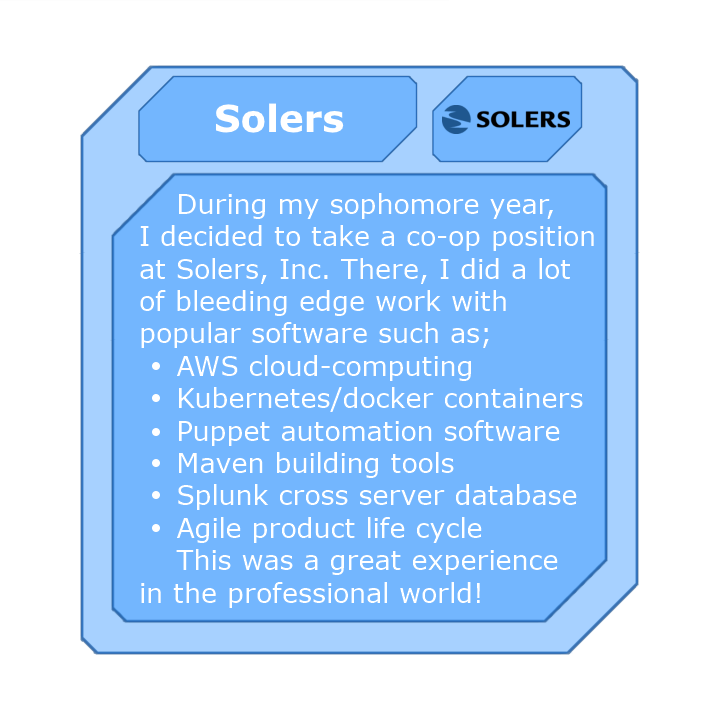 Solers
SOLERS
During my sophomore year,
I decided to take a co-op position
at Solers, Inc. There, I did a lot
of bleeding edge work with
popular software such as;
• AWS cloud-computing
• Kubernetes/docker containers
• Puppet automation software
• Maven building tools
• Splunk cross server database
• Agile product life cycle
This was a great experience
in the professional world!